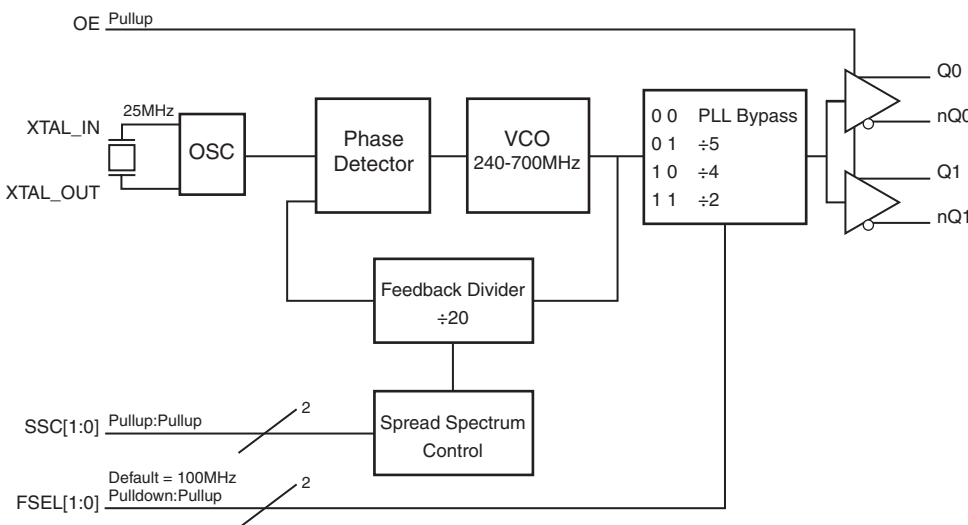 OE Pullup
Q0
nQ0
Q1
nQ1
XTAL_IN
25MHz
XTAL_OUT
OSC
Phase
Detector
VCO
240-700MHz
0 0 PLL Bypass
0 1 ÷5
1 0 ÷4
1 1 ÷2
Feedback Divider
÷20
SSC[1:0] Pullup:Pullup
2
Spread Spectrum
Control
Default = 100MHz
FSEL[1:0] Pulldown:Pullup
2